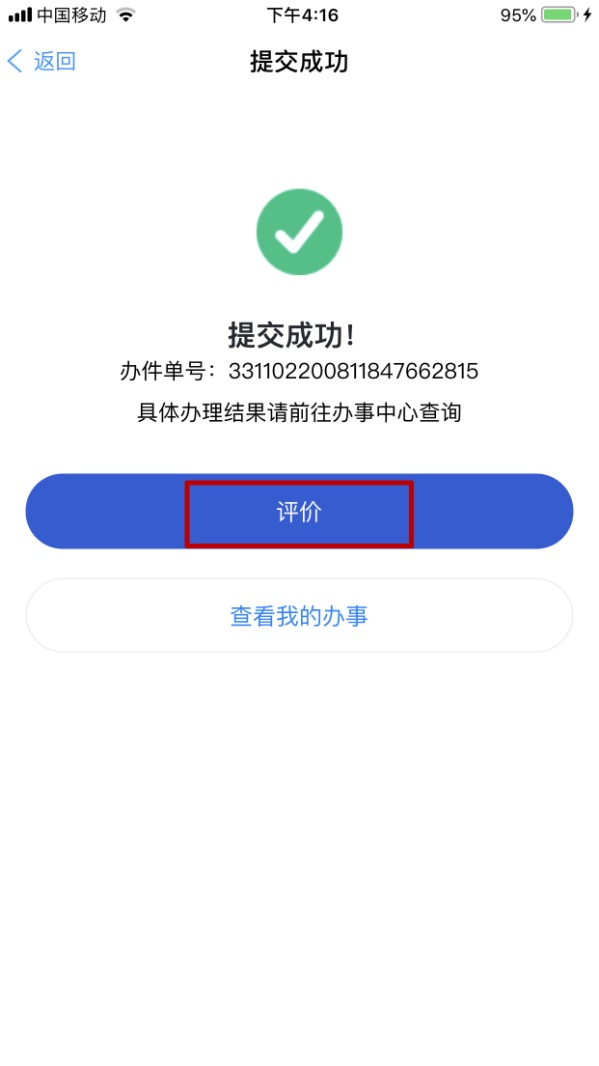 中国移动 下午4:16 95%
返回 提交成功
提交成功!
办件单号：331102200811847662815
具体办理结果请前往办事中心查询
评价
查看我的办事